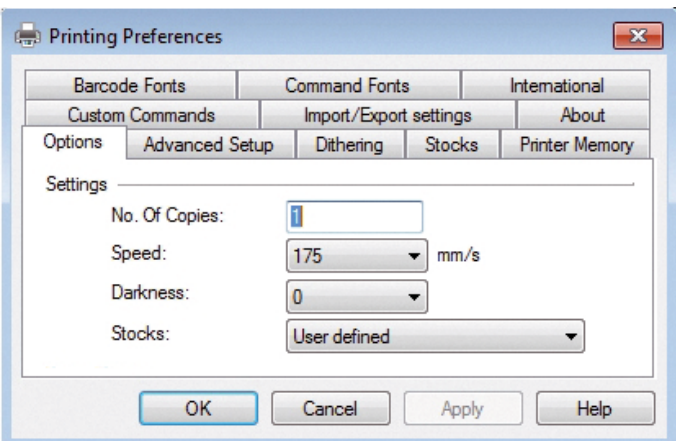 Printing Preferences
Barcode Fonts Command Fonts International
Custom Commands Import/Export settings About
Options Advanced Setup Dithering Stocks Printer Memory
Settings
No. Of Copies: 1
Speed: 175 mm/s
Darkness: 0
Stocks: User defined
OK Cancel Apply Help